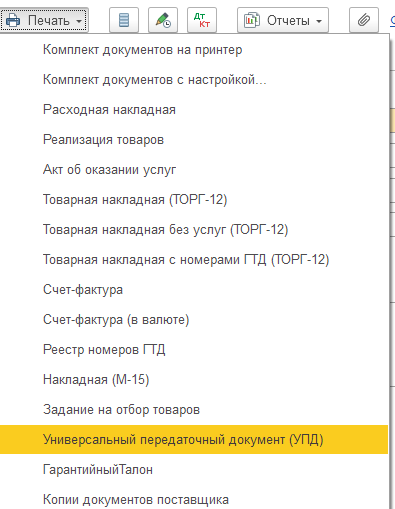 Печать
Дт
Кт
Отчеты
Комплект документов на принтер
Комплект документов с настройкой...
Расходная накладная
Реализация товаров
Акт об оказании услуг
Товарная накладная (ТОРГ-12)
Товарная накладная без услуг (ТОРГ-12)
Товарная накладная с номерами ГТД (ТОРГ-12)
Счет-фактура
Счет-фактура (в валюте)
Реестр номеров ГТД
Накладная (М-15)
Задание на отбор товаров
Универсальный передаточный документ (УПД)
ГарантийныйТалон
Копии документов поставщика